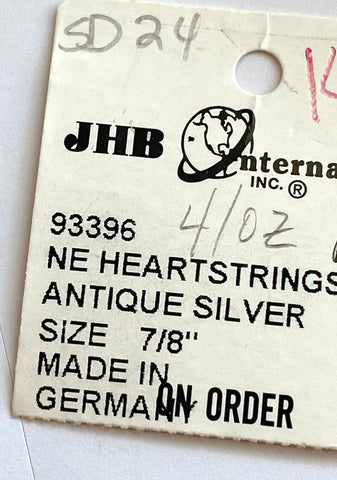 SD24
14
JHB Interna
INC. ®
4/OZ
93396
NE HEARTSTRINGS
ANTIQUE SILVER
SIZE 7/8"
MADE IN
GERMANY ON ORDER